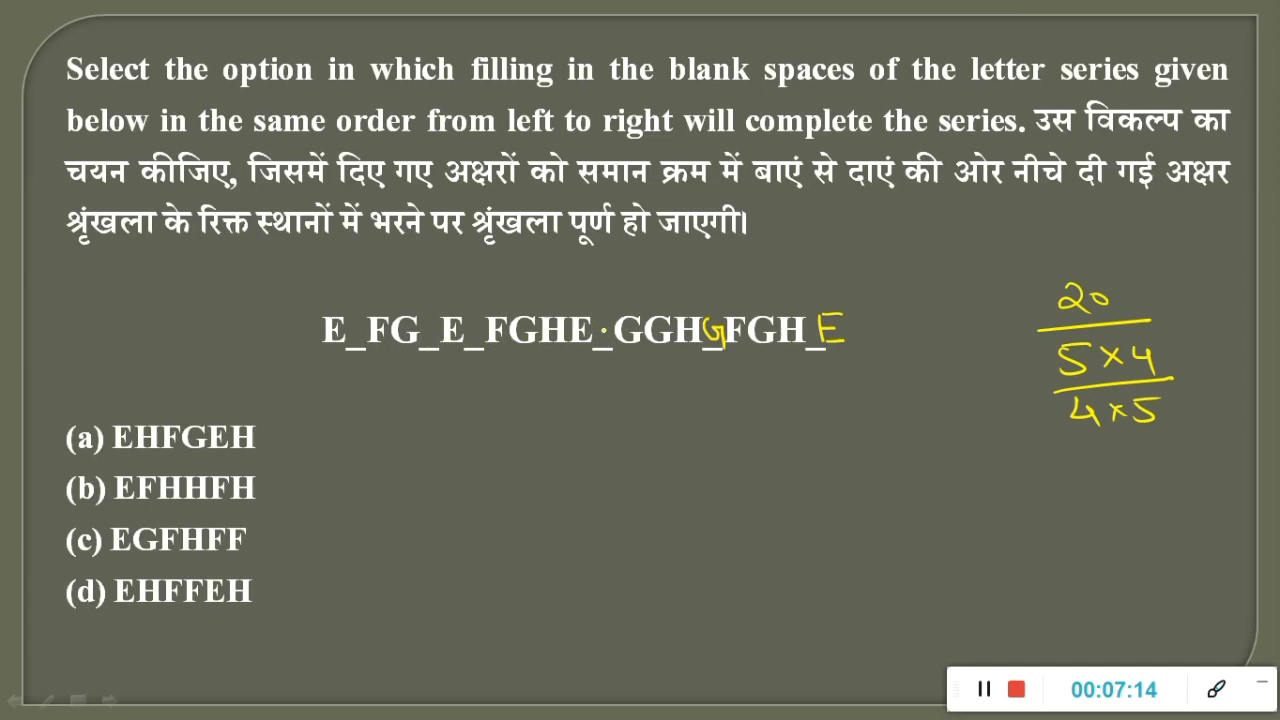 Select the option in which filling in the blank spaces of the letter series given
below in the same order from left to right will complete the series. उस विकल्प का
चयन कीजिए, जिसमें दिए गए अक्षरों को समान क्रम में बाएं से दाएं की ओर नीचे दी गई अक्षर
श्रृंखला के रिक्त स्थानों में भरने पर श्रृंखला पूर्ण हो जाएगी।
20
E_FG_E_FGHE_GGH_GFGH_E
5 × 4
4 × 5
(a) EHFGEH
(b) EFHHFH
(c) EGFHFF
(d) EHFFEH
00:07:14